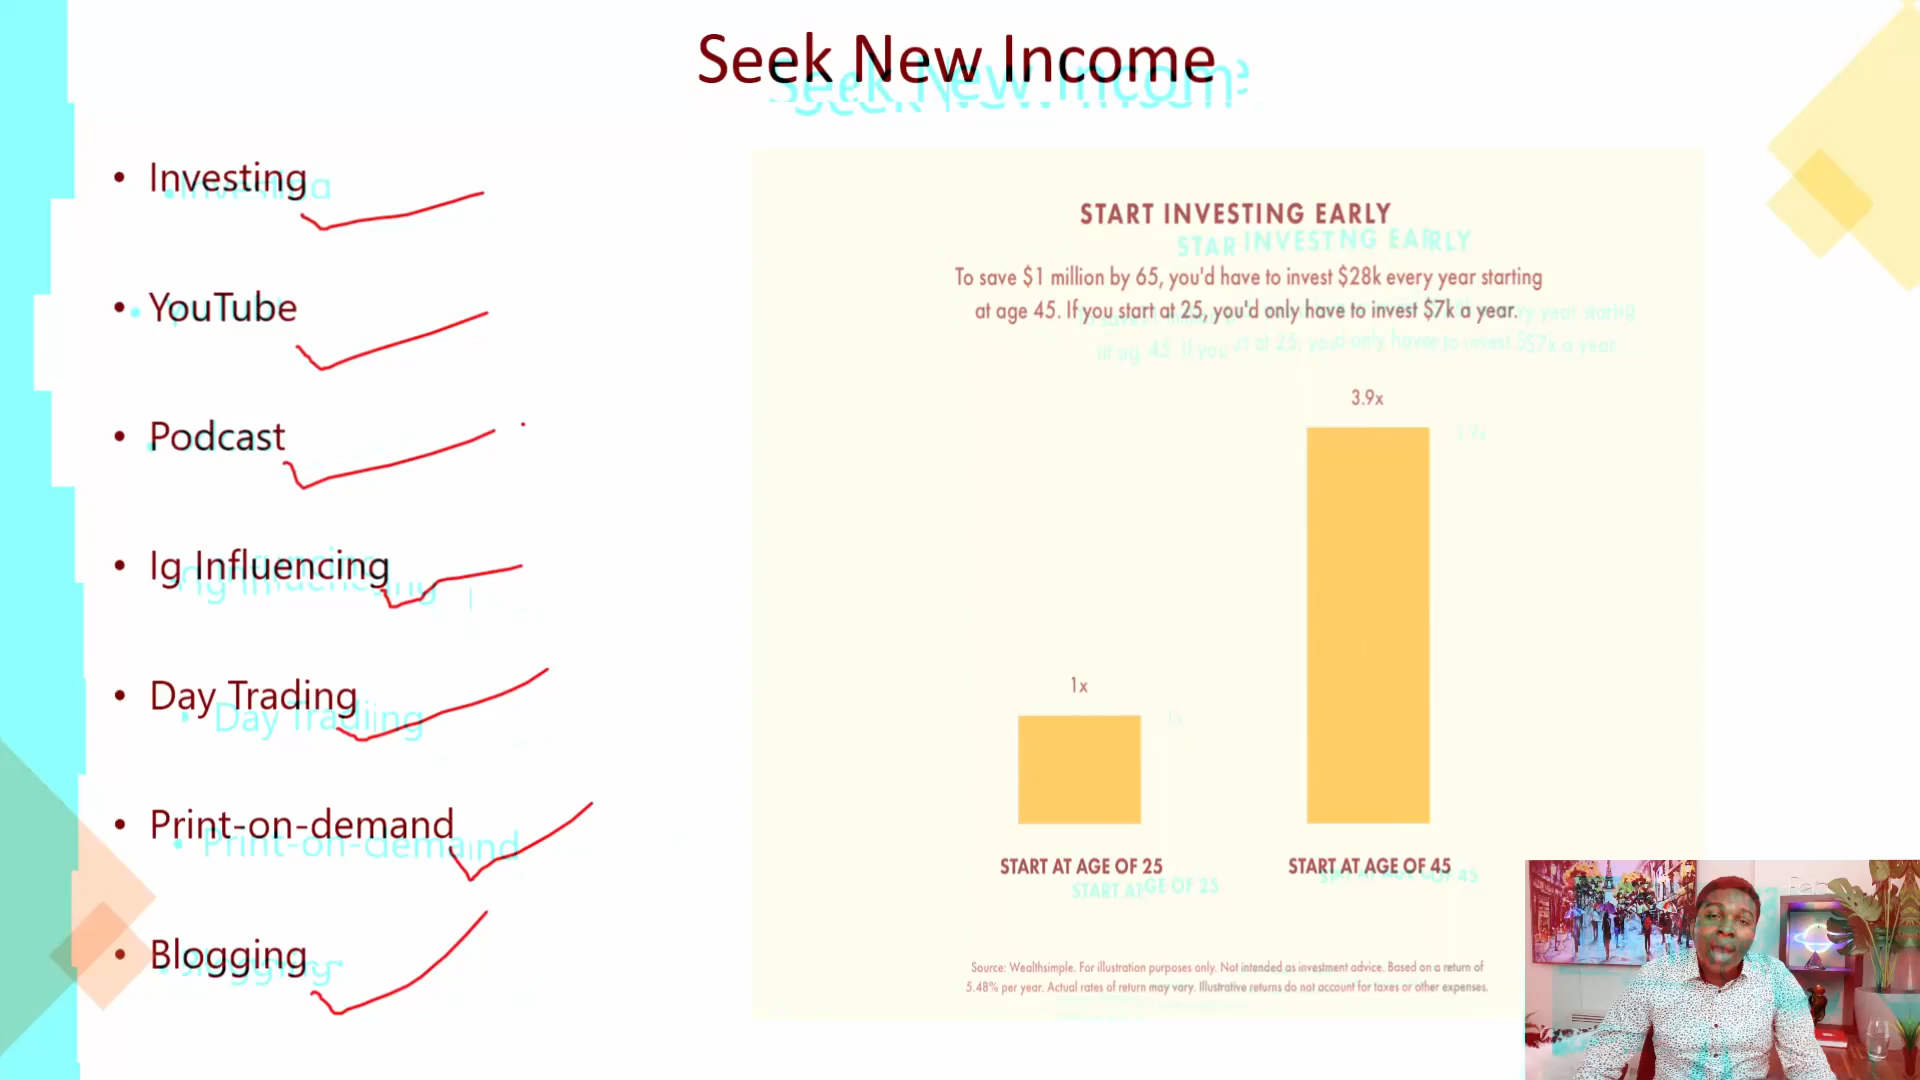 Seek New Income
• Investing
• YouTube
• Podcast
• Ig Influencing
• Day Trading
• Print-on-demand
• Blogging
START INVESTING EARLY
To save $1 million by 65, you'd have to invest $28k every year starting
at age 45. If you start at 25, you'd only have to invest $7k a year.
3.9x
1x
START AT AGE OF 25
START AT AGE OF 45
Source: Wealthsimple. For illustration purposes only. Not intended as investment advice. Based on a return of
5.48% per year. Actual rates of return may vary. Illustrative returns do not account for taxes or other expenses.